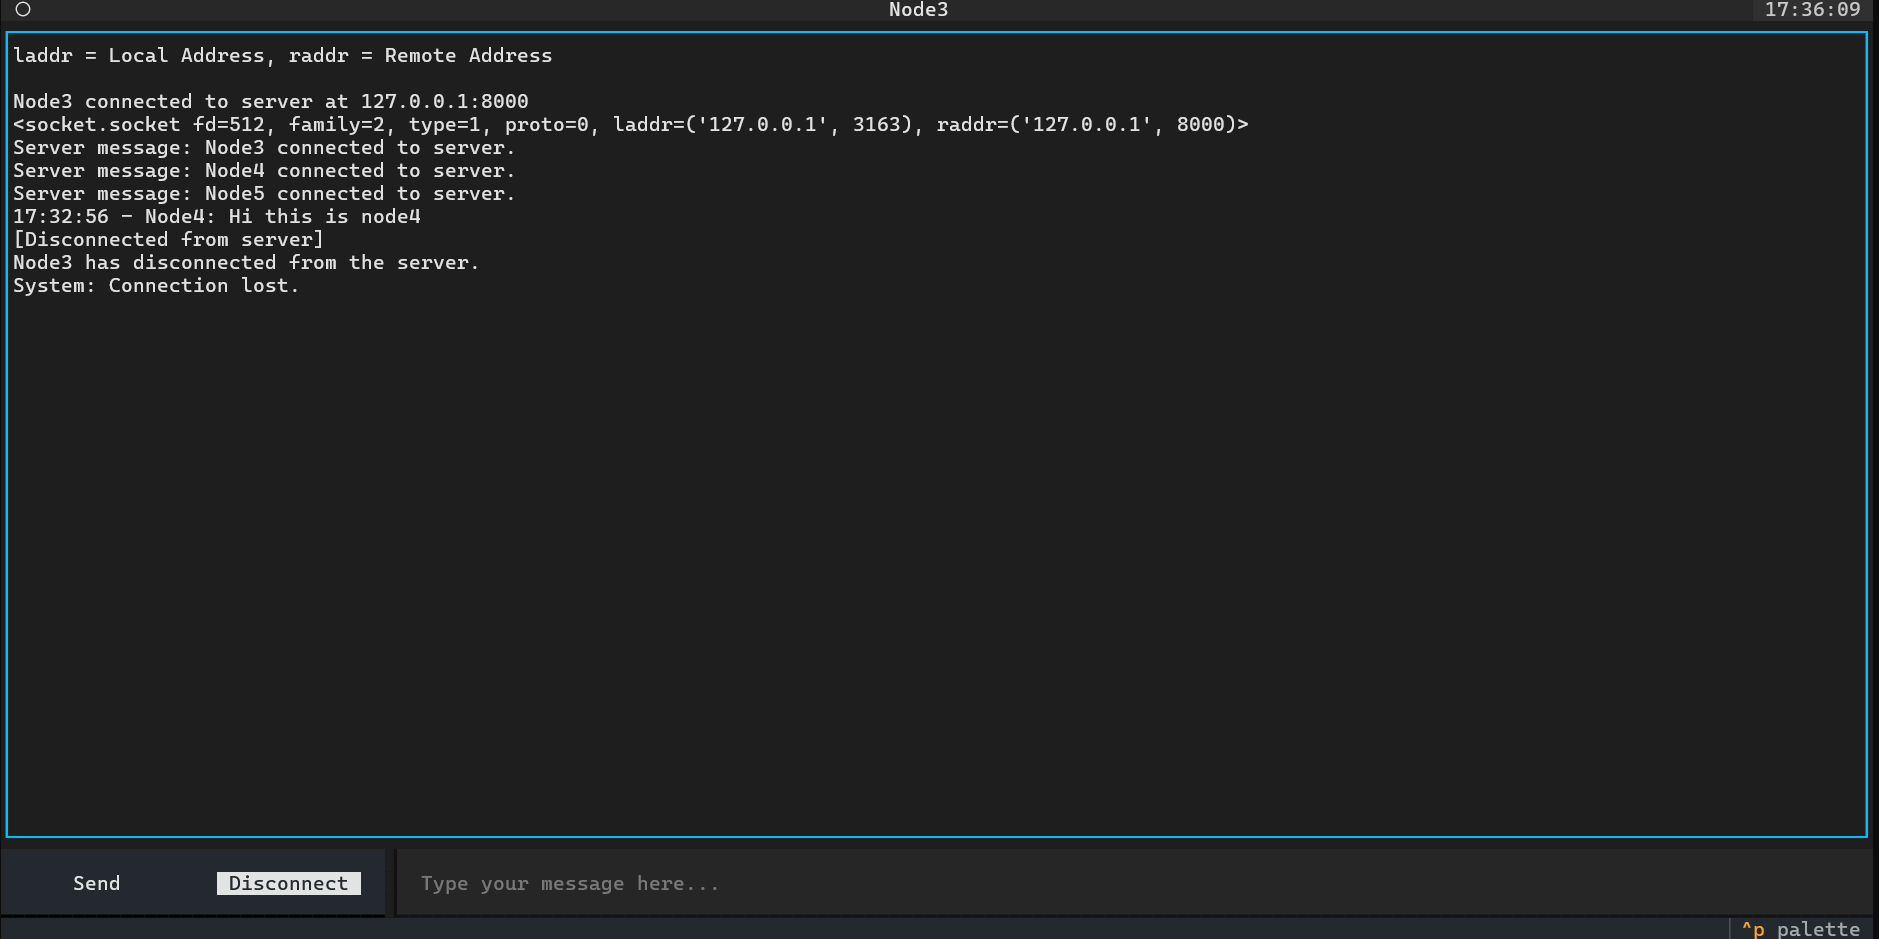 Node3 17:36:09
laddr = Local Address, raddr = Remote Address
Node3 connected to server at 127.0.0.1:8000
<socket.socket fd=512, family=2, type=1, proto=0, laddr=('127.0.0.1', 3163), raddr=('127.0.0.1', 8000)>
Server message: Node3 connected to server.
Server message: Node4 connected to server.
Server message: Node5 connected to server.
17:32:56 - Node4: Hi this is node4
[Disconnected from server]
Node3 has disconnected from the server.
System: Connection lost.
Send Disconnect Type your message here...
^p palette